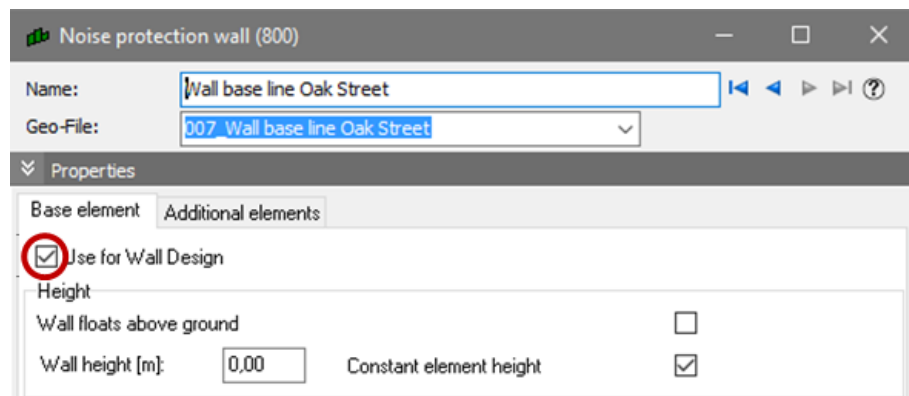 Noise protection wall (800)
Name: Wall base line Oak Street
Geo-File: 007_Wall base line Oak Street
Properties
Base element Additional elements
Use for Wall Design
Height
Wall floats above ground
Wall height [m]: 0,00 Constant element height